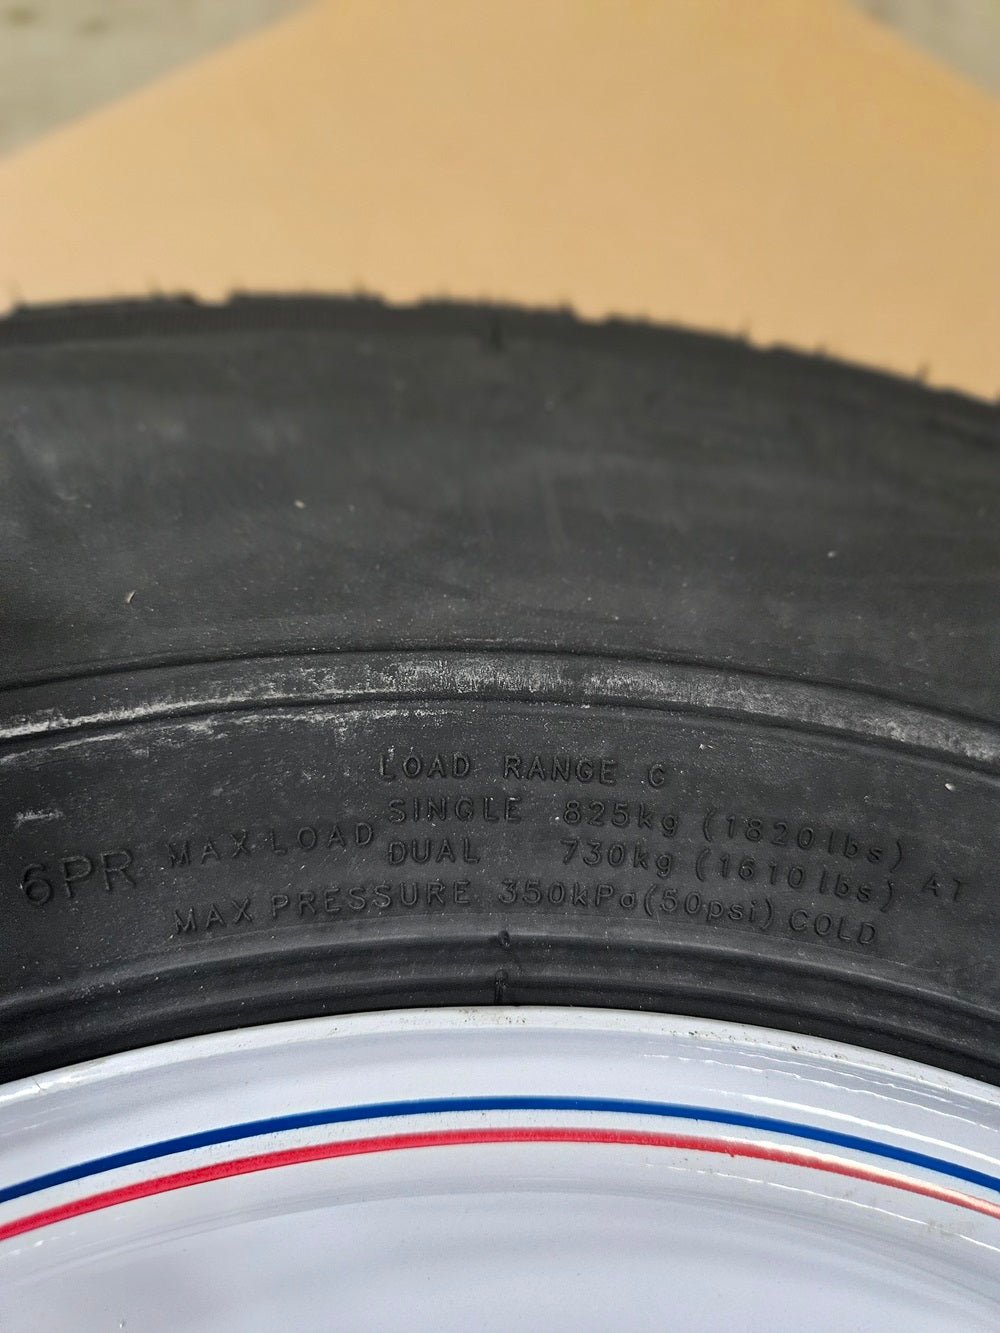 LOAD RANGE C
6PR MAX LOAD SINGLE 825kg (1820lbs)
DUAL 730kg (1610lbs) AT
MAX PRESSURE 350kPa(50psi) COLD